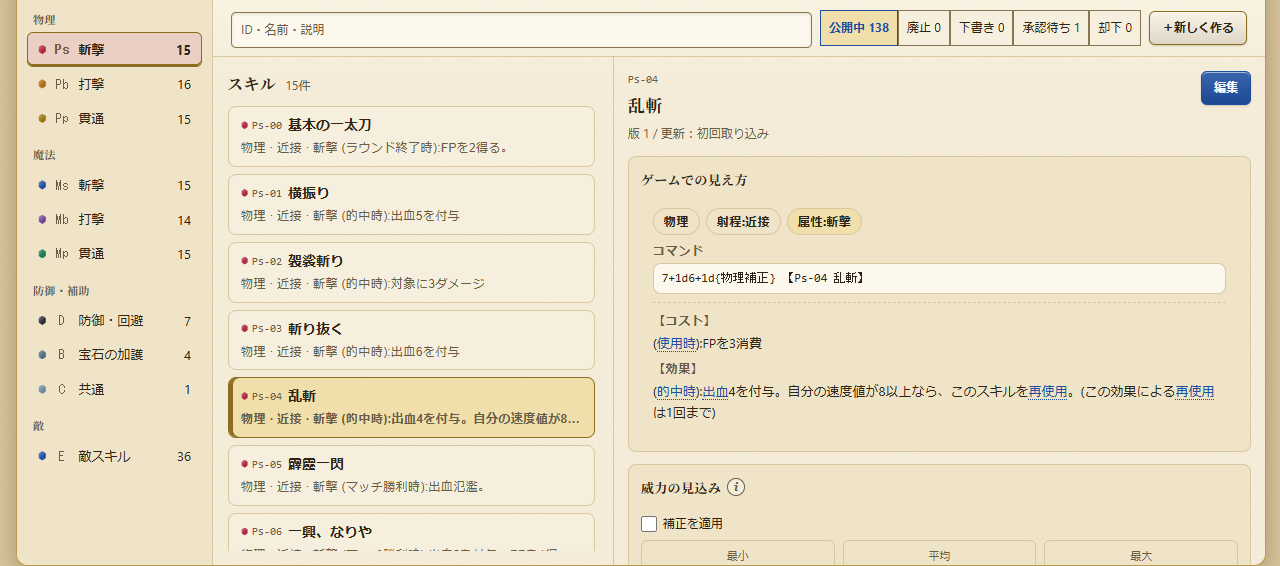 物理
Ps 斬撃 15
Pb 打撃 16
Pp 貫通 15
魔法
Ms 斬撃 15
Mb 打撃 14
Mp 貫通 15
防御・補助
D 防御・回避 7
B 宝石の加護 4
C 共通 1
敵
E 敵スキル 36
ID・名前・説明
公開中 138 廃止 0 下書き 0 承認待ち 1 却下 0
+新しく作る
スキル 15件
Ps-00 基本の一太刀
物理 · 近接 · 斬撃 (ラウンド終了時):FPを2得る。
Ps-01 横振り
物理 · 近接 · 斬撃 (的中時):出血5を付与
Ps-02 袈裟斬り
物理 · 近接 · 斬撃 (的中時):対象に3ダメージ
Ps-03 斬り抜く
物理 · 近接 · 斬撃 (的中時):出血6を付与
Ps-04 乱斬
物理 · 近接 · 斬撃 (的中時):出血4を付与。自分の速度値が8…
Ps-05 霹靂一閃
物理 · 近接 · 斬撃 (マッチ勝利時):出血氾濫。
Ps-06 一興、なりや
Ps-04
乱斬
編集
版 1 / 更新：初回取り込み
ゲームでの見え方
物理 射程:近接 属性:斬撃
コマンド
7+1d6+1d{物理補正} 【Ps-04 乱斬】
【コスト】
(使用時):FPを3消費
【効果】
(的中時):出血4を付与。自分の速度値が8以上なら、このスキルを再使用。(この効果による再使用
は1回まで)
威力の見込み i
補正を適用
最小 平均 最大